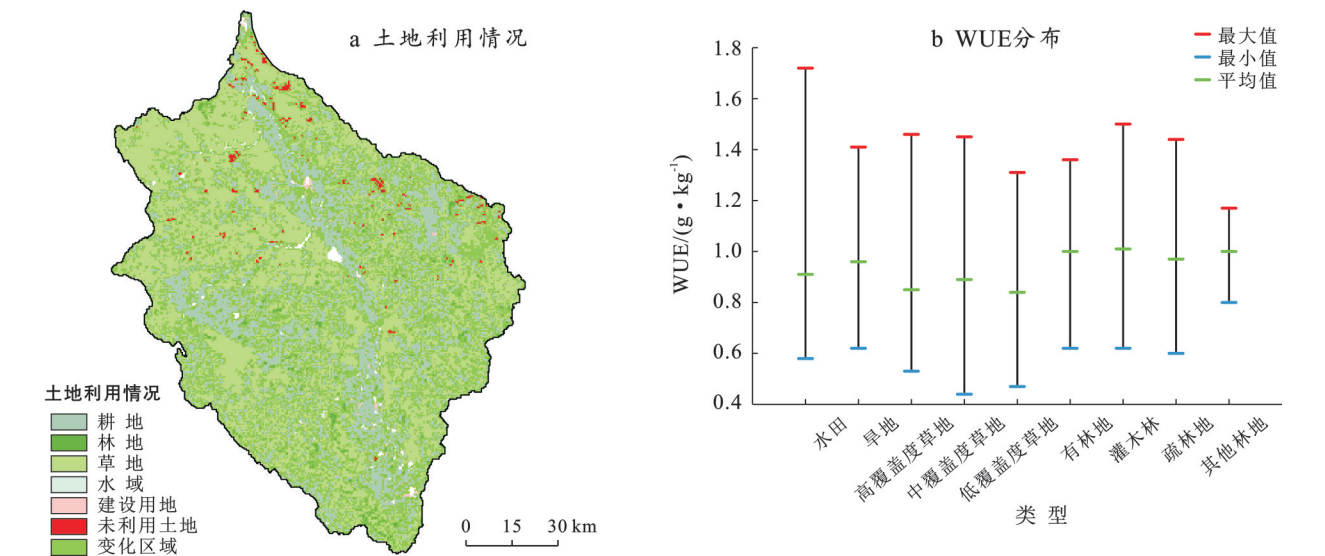 a 土地利用情况
土地利用情况
耕 地
林 地
草 地
水 域
建设用地
未利用土地
变化区域
0 15 30 km
b WUE分布
最大值
最小值
平均值
WUE/(g·kg⁻¹)
1.8
1.6
1.4
1.2
1.0
0.8
0.6
0.4
水田
旱地
高覆盖度草地
中覆盖度草地
低覆盖度草地
有林地
灌木林
疏林地
其他林地
类 型